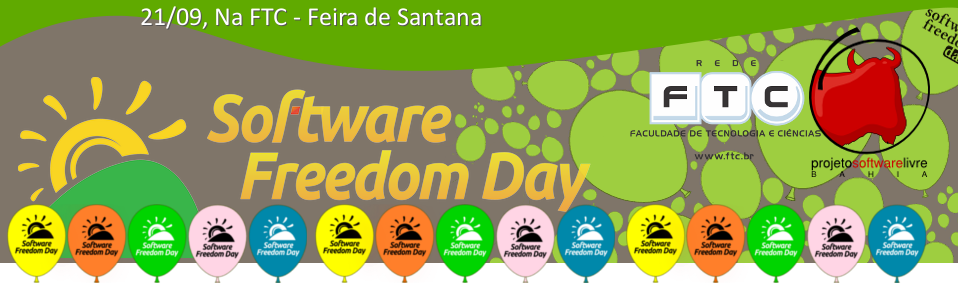 21/09, Na FTC - Feira de Santana
software
freedom
day
REDE
FTC
FACULDADE DE TECNOLOGIA E CIÊNCIAS
www.ftc.br
projetosoftwarelivre
BAHIA
Software
Freedom Day
Software
Freedom Day
Software
Freedom Day
Software
Freedom Day
Software
Freedom Day
Software
Freedom Day
Software
Freedom Day
Software
Freedom Day
Software
Freedom Day
Software
Freedom Day
Software
Freedom Day
Software
Freedom Day
Software
Freedom Day
Software
Freedom Day
Software
Freedom Day
Software
Freedom Day